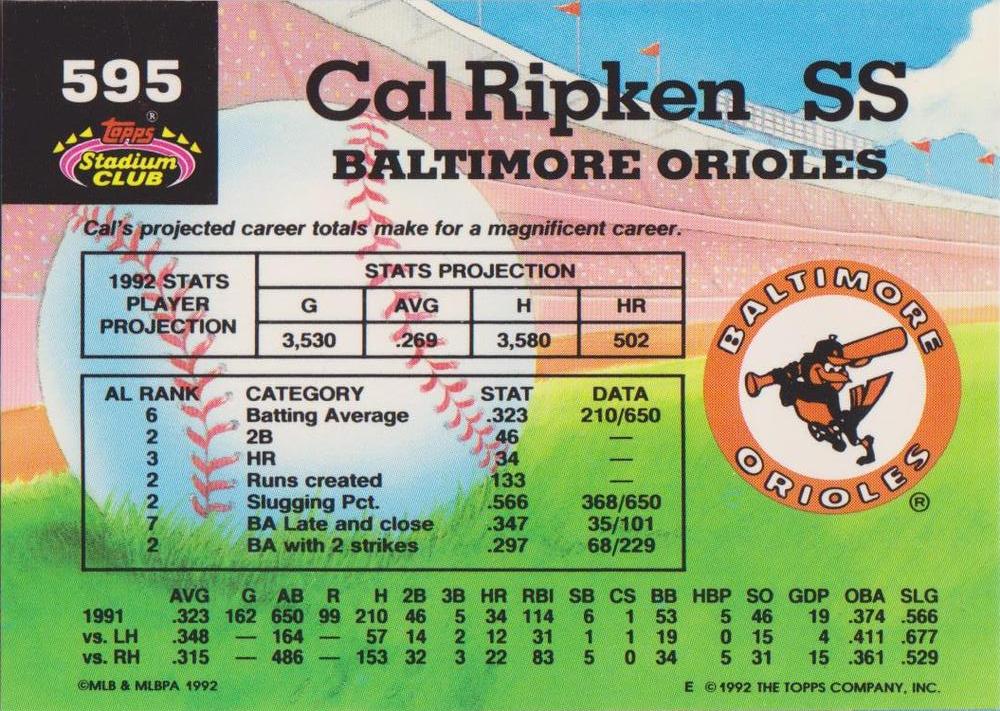 595
Topps ®
Stadium
CLUB
Cal Ripken SS
BALTIMORE ORIOLES
Cal's projected career totals make for a magnificent career.
1992 STATS PLAYER PROJECTION
STATS PROJECTION
G AVG H HR
3,530 .269 3,580 502
BALTIMORE
ORIOLES
®
AL RANK CATEGORY STAT DATA
6 Batting Average .323 210/650
2 2B 46 —
3 HR 34 —
2 Runs created 133 —
2 Slugging Pct. .566 368/650
7 BA Late and close .347 35/101
2 BA with 2 strikes .297 68/229
AVG G AB R H 2B 3B HR RBI SB CS BB HBP SO GDP OBA SLG
1991 .323 162 650 99 210 46 5 34 114 6 1 53 5 46 19 .374 .566
vs. LH .348 — 164 — 57 14 2 12 31 1 1 19 0 15 4 .411 .677
vs. RH .315 — 486 — 153 32 3 22 83 5 0 34 5 31 15 .361 .529
©MLB & MLBPA 1992 E ©1992 THE TOPPS COMPANY, INC.